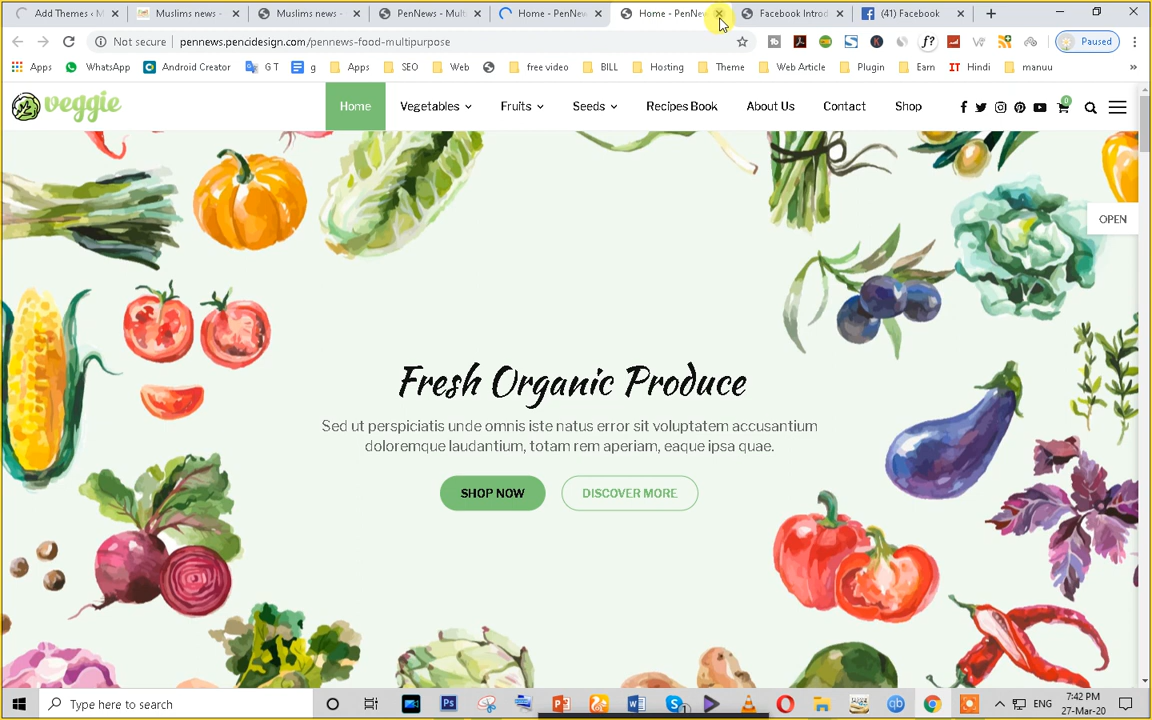 Add Themes ‹ M
Muslims news -
Muslims news -
PenNews - Mult
Home - PenNew
Home - PenNew
Facebook Introd
(41) Facebook
Not secure
pennews.pencidesign.com/pennews-food-multipurpose
Paused
Apps
WhatsApp
Android Creator
G T
g
Apps
SEO
Web
free video
BILL
Hosting
Theme
Web Article
Plugin
Earn
IT Hindi
manuu
veggie
Home
Vegetables
Fruits
Seeds
Recipes Book
About Us
Contact
Shop
0
OPEN
Fresh Organic Produce
Sed ut perspiciatis unde omnis iste natus error sit voluptatem accusantium
doloremque laudantium, totam rem aperiam, eaque ipsa quae.
SHOP NOW
DISCOVER MORE
Type here to search
ENG
7:42 PM
27-Mar-20